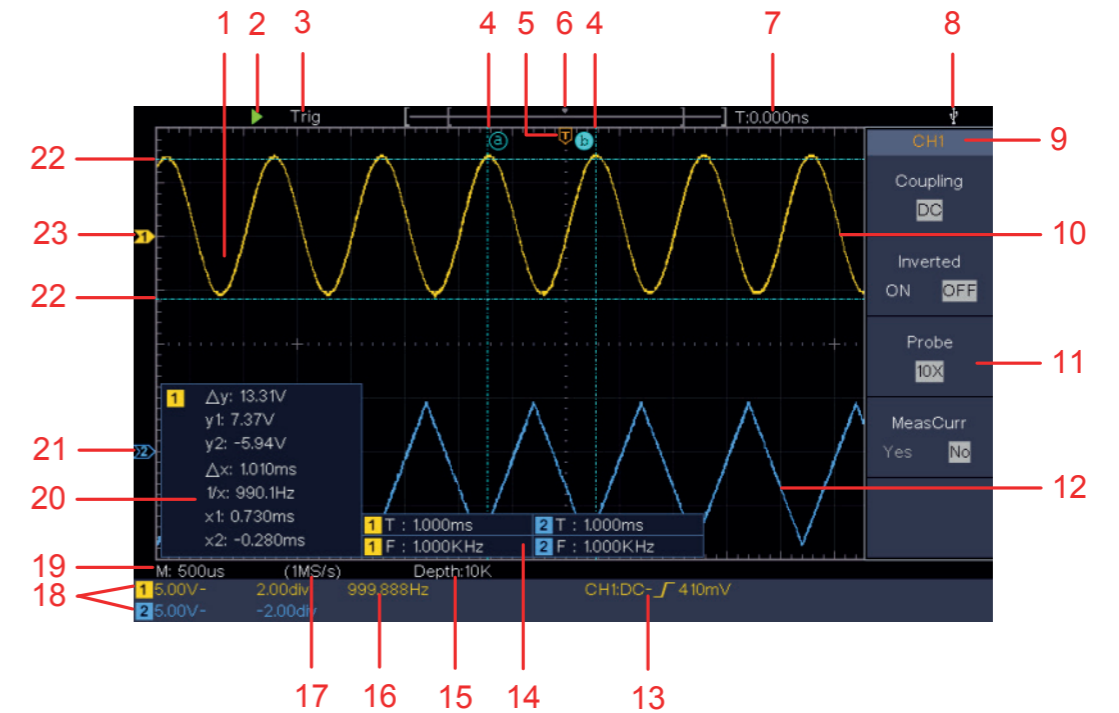 1 2 3 4 5 6 4 7 8
Trig T:0.000ns
a T b
22 CH1 9
Coupling
DC
23 1 10
Inverted
22 ON OFF
Probe
10X 11
1 Δy: 13.31V
y1: 7.37V
y2: -5.94V
MeasCurr
Yes No
21 2
Δx: 1.010ms
20 1/x: 990.1Hz 12
x1: 0.730ms
x2: -0.280ms
1 T : 1.000ms 2 T : 1.000ms
1 F : 1.000KHz 2 F : 1.000KHz
19 M: 500us (1MS/s) Depth:10K
18 1 5.00V- 2.00div 999.888Hz CH1:DC- 410mV
2 5.00V- -2.00div
17 16 15 14 13